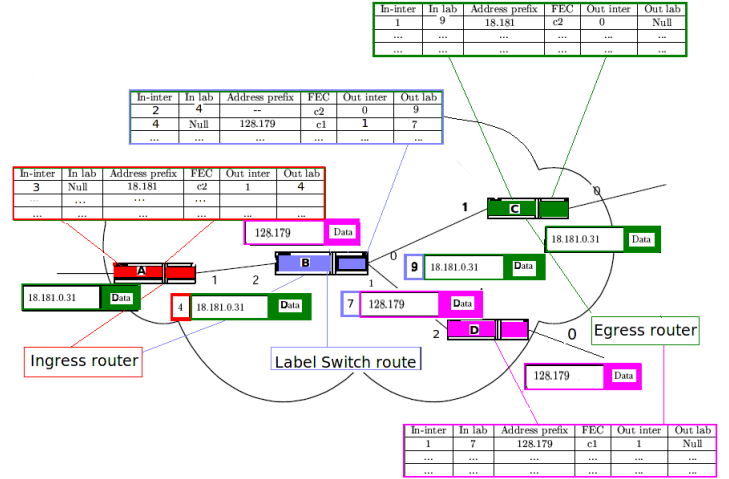 In-inter In lab Address prefix FEC Out inter Out lab
1 9 18.181 c2 0 Null
... ... ... ... ... ...
... ... ... ... ... ...
In-inter In lab Address prefix FEC Out inter Out lab
2 4 -- c2 0 9
4 Null 128.179 c1 1 7
... ... ... ... ... ...
In-inter In lab Address prefix FEC Out inter Out lab
3 Null 18.181 c2 1 4
... ... ... ...
... ... ... ... ... ...
0
1
C
128.179 Data
18.181.0.31 Data
B
0
A
1
2
1
9 18.181.0.31 Data
18.181.0.31 Data
4 18.181.0.31 Data
7 128.179 Data
2
D
0
Egress router
Ingress router
Label Switch route
128.179 Data
In-inter In lab Address prefix FEC Out inter Out lab
1 7 128.179 c1 1 Null
... ... ... ... ... ...
... ... ... ... ... ...